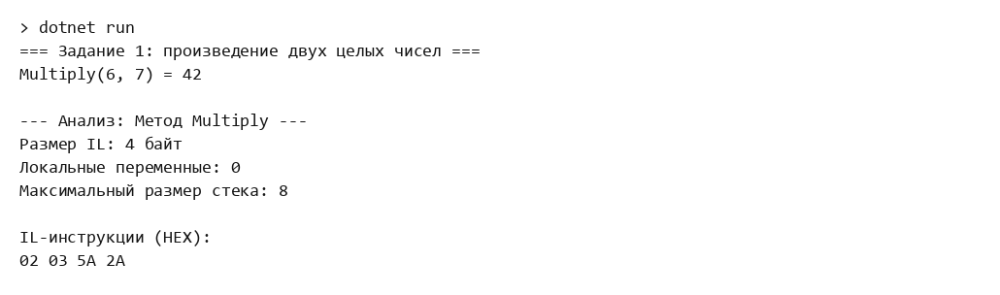 > dotnet run
=== Задание 1: произведение двух целых чисел ===
Multiply(6, 7) = 42
--- Анализ: Метод Multiply ---
Размер IL: 4 байт
Локальные переменные: 0
Максимальный размер стека: 8
IL-инструкции (HEX):
02 03 5A 2A